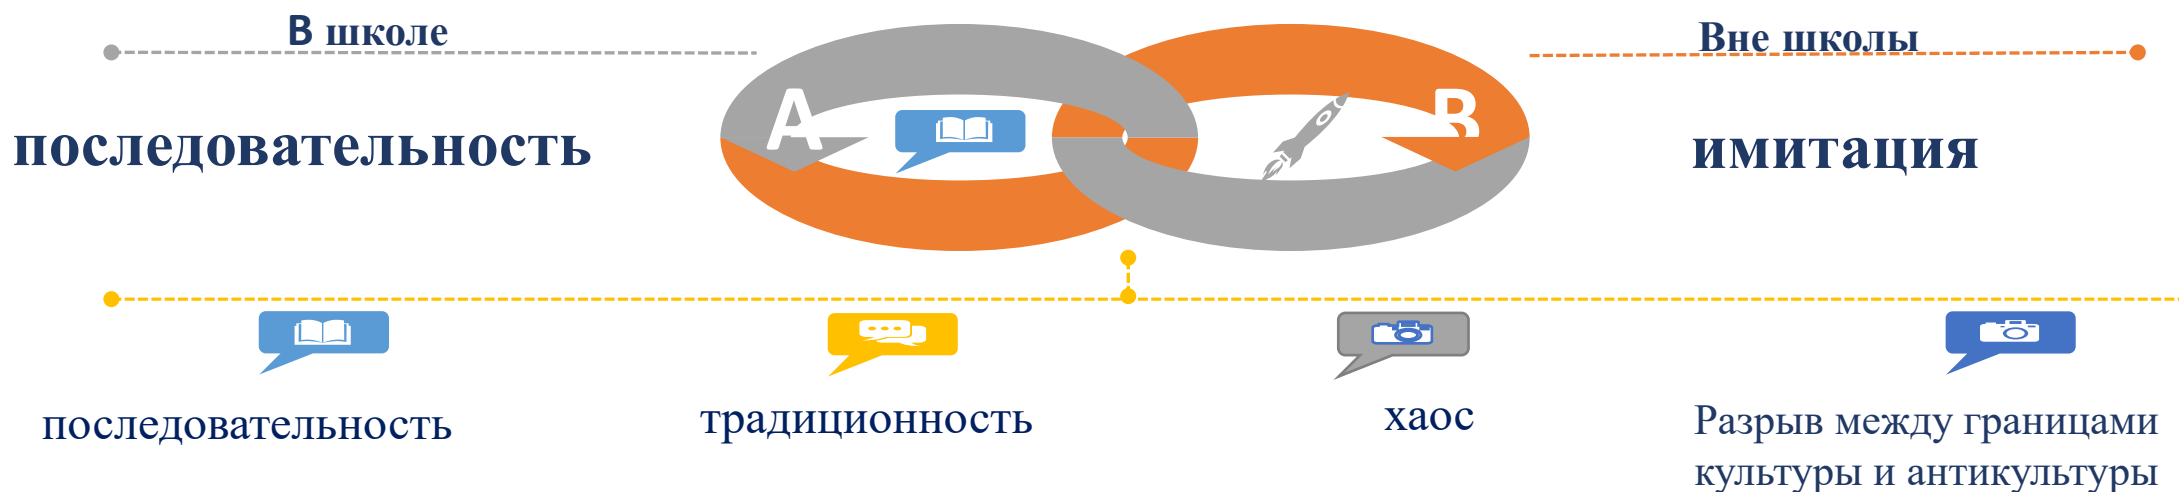 В школе
Вне школы
A
B
последовательность
имитация
последовательность
традиционность
хаос
Разрыв между границами
культуры и антикультуры